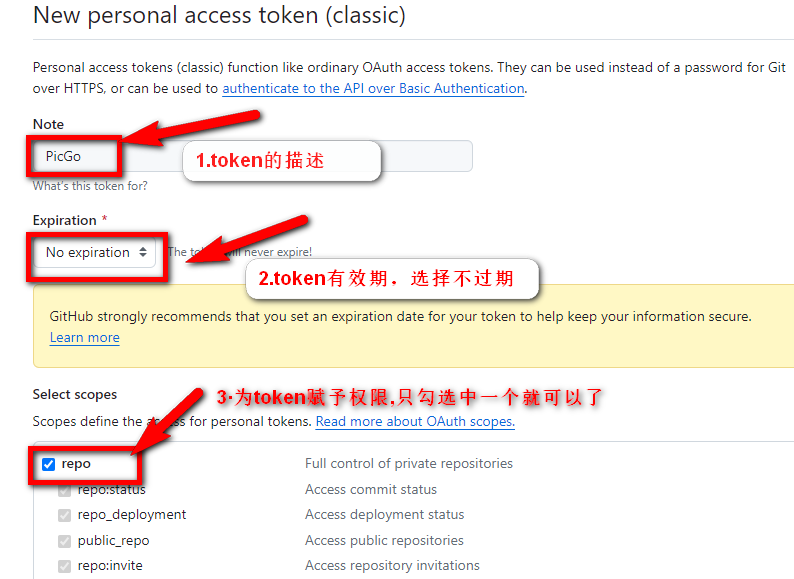 New personal access token (classic)
Personal access tokens (classic) function like ordinary OAuth access tokens. They can be used instead of a password for Git
over HTTPS, or can be used to authenticate to the API over Basic Authentication.
Note
PicGo
1.token的描述
What's this token for?
Expiration *
No expiration
The token will never expire!
2.token有效期，选择不过期
GitHub strongly recommends that you set an expiration date for your token to help keep your information secure.
Learn more
Select scopes
3·为token赋予权限,只勾选中一个就可以了
Scopes define the access for personal tokens. Read more about OAuth scopes.
repo Full control of private repositories
repo:status Access commit status
repo_deployment Access deployment status
public_repo Access public repositories
repo:invite Access repository invitations